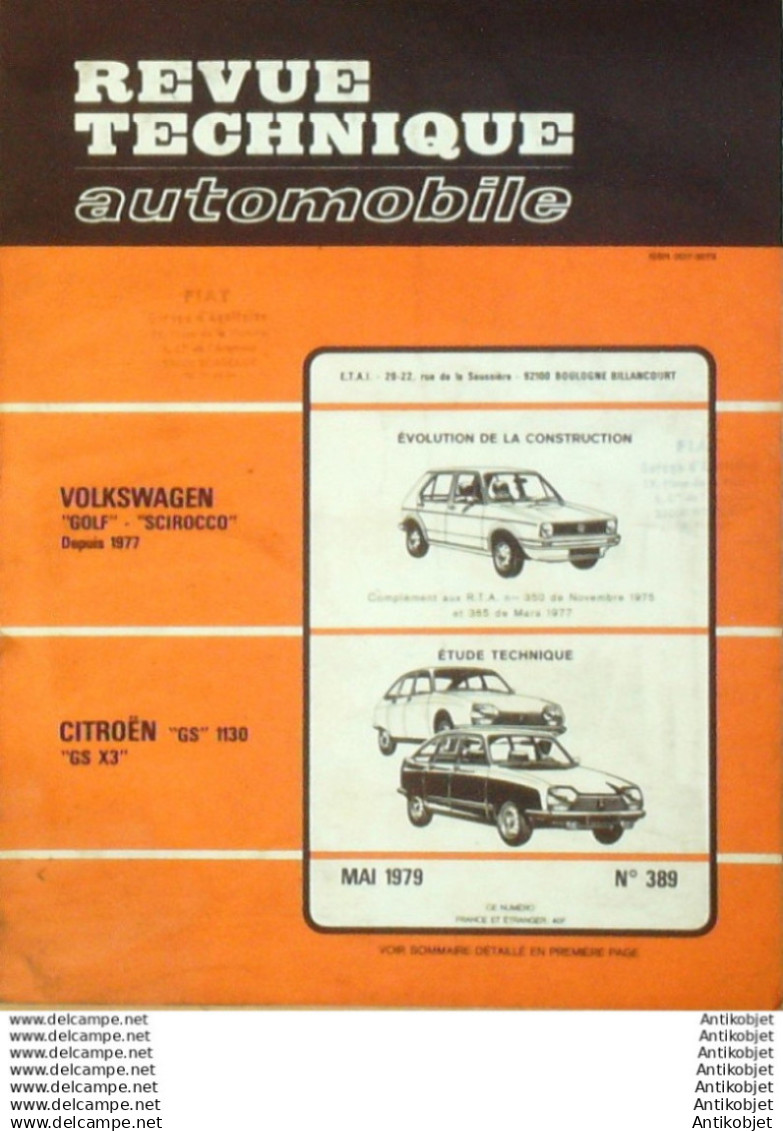 REVUE
TECHNIQUE
automobile
FIAT
E.T.A.I. - 20-22, rue de la Saussière - 92100 BOULOGNE BILLANCOURT
ÉVOLUTION DE LA CONSTRUCTION
FIAT
VOLKSWAGEN
"GOLF" - "SCIROCCO"
Depuis 1977
Complément aux R.T.A. nos 350 de Novembre 1975
et 365 de Mars 1977
ÉTUDE TECHNIQUE
CITROËN "GS" 1130
"GS X3"
MAI 1979 N° 389
CE NUMÉRO
FRANCE ET ÉTRANGER
VOIR SOMMAIRE DÉTAILLÉ EN PREMIÈRE PAGE
www.delcampe.net Antikobjet
www.delcampe.net Antikobjet
www.delcampe.net Antikobjet
www.delcampe.net Antikobjet
www.delcampe.net Antikobjet
www.delcampe.net Antikobjet
www.delcampe.net Antikobjet